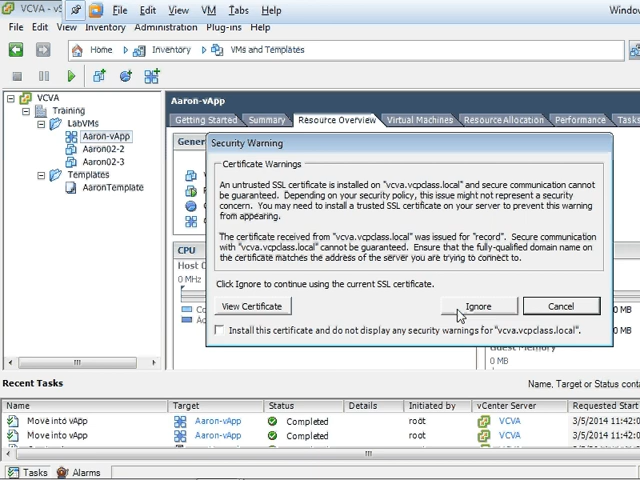 VCVA - vS
File Edit View VM Tabs Help
Windo
File Edit View Inventory Administration Plug-ins Help
Home Inventory VMs and Templates
VCVA
Training
LabVMs
Aaron-vApp
Aaron02-2
Aaron02-3
Templates
AaronTemplate
Aaron-vApp
Getting Started Summary Resource Overview Virtual Machines Resource Allocation Performance Tasks
Gener
CPU
Host C
0 MHz
Co
Ac
0 MB
0 MB
0 MB
Security Warning
Certificate Warnings
An untrusted SSL certificate is installed on "vcva.vcpclass.local" and secure communication cannot
be guaranteed. Depending on your security policy, this issue might not represent a security
concern. You may need to install a trusted SSL certificate on your server to prevent this warning
from appearing.
The certificate received from "vcva.vcpclass.local" was issued for "record". Secure communication
with "vcva.vcpclass.local" cannot be guaranteed. Ensure that the fully-qualified domain name on
the certificate matches the address of the server you are trying to connect to.
Click Ignore to continue using the current SSL certificate.
View Certificate Ignore Cancel
Install this certificate and do not display any security warnings for "vcva.vcpclass.local".
Recent Tasks
Name, Target or Status conta
Name Target Status Details Initiated by vCenter Server Requested Start
Move into vApp Aaron-vApp Completed root VCVA 3/5/2014 11:42:0
Move into vApp Aaron-vApp Completed root VCVA 3/5/2014 11:42:0
Tasks Alarms